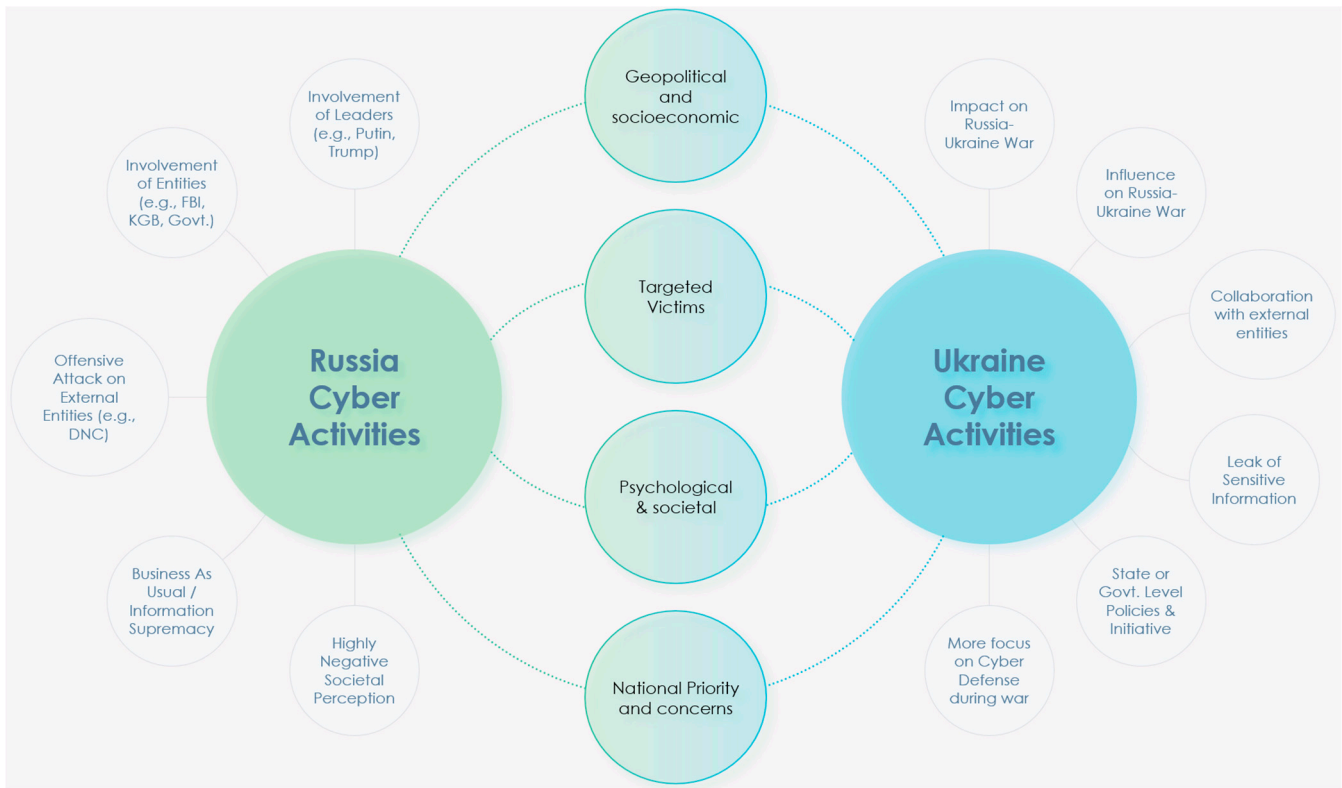 Geopolitical
and
socioeconomic
Involvement
of Leaders
(e.g., Putin,
Trump)
Impact on
Russia-
Ukraine War
Involvement
of Entities
(e.g., FBI,
KGB, Govt.)
Influence
on Russia-
Ukraine War
Targeted
Victims
Collaboration
with external
entities
Russia
Cyber
Activities
Ukraine
Cyber
Activities
Offensive
Attack on
External
Entities (e.g.,
DNC)
Psychological
& societal
Leak of
Sensitive
Information
Business As
Usual /
Information
Supremacy
State or
Govt. Level
Policies &
Initiative
Highly
Negative
Societal
Perception
National Priority
and concerns
More focus
on Cyber
Defense
during war